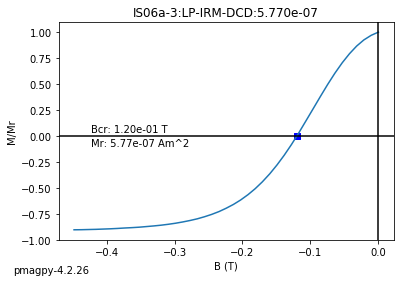 IS06a-3:LP-IRM-DCD:5.770e-07
M/Mr
1.00
0.75
0.50
0.25
0.00
−0.25
−0.50
−0.75
−1.00
Bcr: 1.20e-01 T
Mr: 5.77e-07 Am^2
−0.4 −0.3 −0.2 −0.1 0.0
B (T)
pmagpy-4.2.26